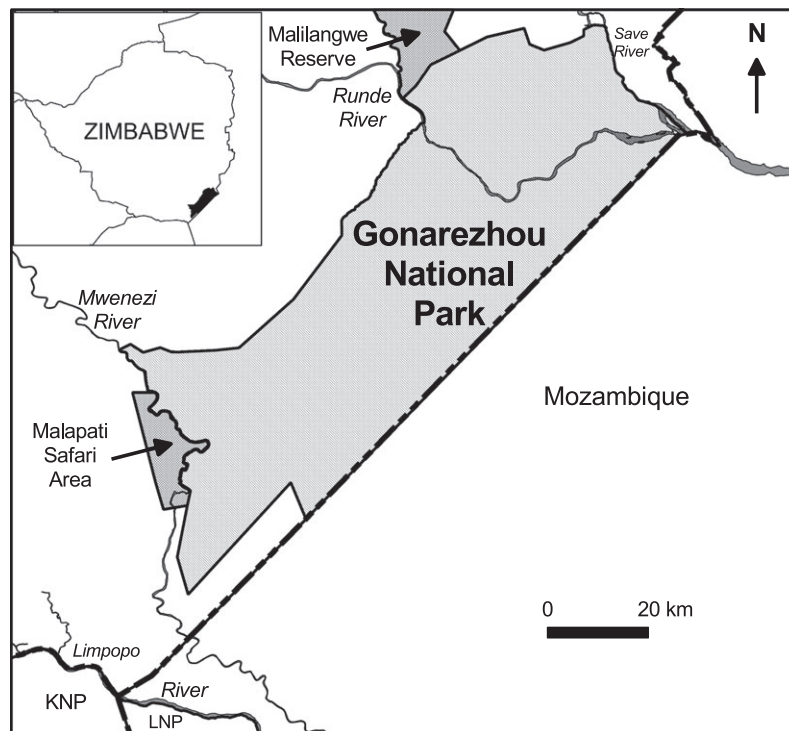 Malilangwe
Reserve
Save
River
N
Runde
River
ZIMBABWE
Gonarezhou
National
Park
Mwenezi
River
Mozambique
Malapati
Safari
Area
0 20 km
Limpopo
River
KNP
LNP